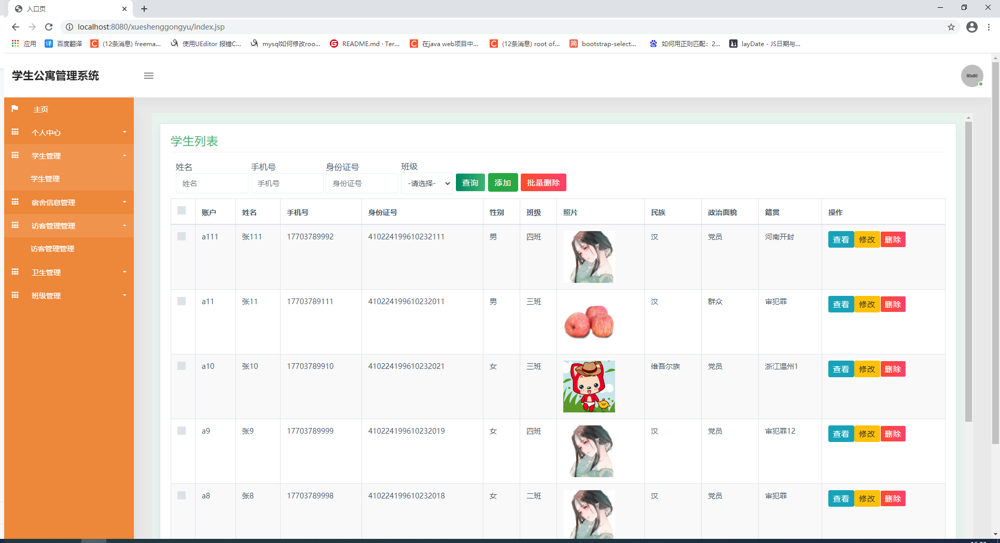 入口页
localhost:8080/xueshenggongyu/index.jsp
应用 百度翻译 (12条消息) freema... 使用UEditor 报错C... mysql如何修改roo... README.md · Ter... 在java web项目中... (12条消息) root of... bootstrap-select... 如何用正则匹配：2... layDate - JS日期与...
学生公寓管理系统
80x80
主页
个人中心
学生管理
学生管理
宿舍信息管理
访客管理管理
访客管理管理
卫生管理
班级管理
学生列表
姓名 手机号 身份证号 班级
姓名 手机号 身份证号 -请选择- 查询 添加 批量删除
账户 姓名 手机号 身份证号 性别 班级 照片 民族 政治面貌 籍贯 操作
a111 张111 17703789992 410224199610232111 男 四班 汉 党员 河南开封 查看 修改 删除
a11 张11 17703789111 410224199610232011 男 三班 汉 群众 审犯罪 查看 修改 删除
a10 张10 17703789910 410224199610232021 女 三班 维吾尔族 党员 浙江温州1 查看 修改 删除
a9 张9 17703789999 410224199610232019 女 四班 汉 党员 审犯罪12 查看 修改 删除
a8 张8 17703789998 410224199610232018 女 二班 汉 党员 审犯罪 查看 修改 删除